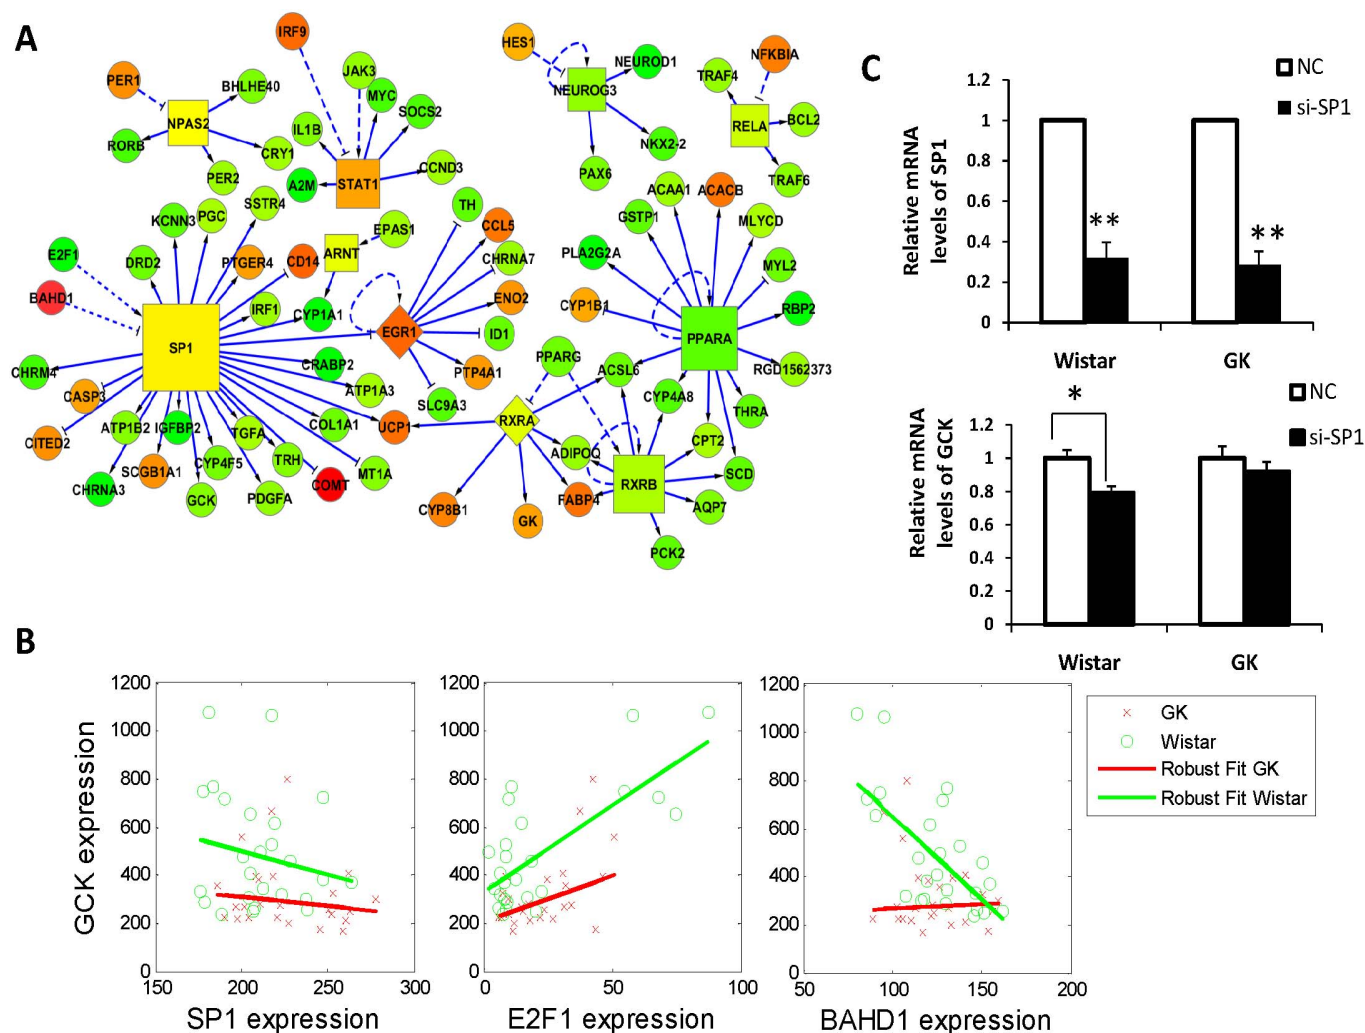 A
IRF9
HES1
NEUROD1
NFKBIA
PER1
BHLHE40
JAK3
MYC
TRAF4
NEUROG3
NPAS2
SOCS2
RELA
BCL2
RORB
IL1B
CRY1
NKX2-2
PER2
A2M
STAT1
CCND3
PAX6
TRAF6
KCNN3
PGC
SSTR4
TH
ACAA1
ACACB
EPAS1
CCL5
GSTP1
MLYCD
E2F1
DRD2
PTGER4
CD14
ARNT
CHRNA7
PLA2G2A
MYL2
BAHD1
IRF1
CYP1A1
ENO2
CYP1B1
RBP2
SP1
EGR1
ID1
PPARA
CHRM4
CRABP2
PTP4A1
PPARG
ACSL6
RGD1562373
CASP3
ATP1A3
SLC9A3
CYP4A8
THRA
CITED2
ATP1B2
IGFBP2
TGFA
COL1A1
UCP1
RXRA
CPT2
SCGB1A1
CYP4F5
TRH
MT1A
ADIPOQ
SCD
CHRNA3
GCK
PDGFA
COMT
RXRB
CYP8B1
GK
FABP4
AQP7
PCK2
C
NC
si-SP1
Relative mRNA
levels of SP1
1.2
1
0.8
0.6
0.4
0.2
0
**
**
Wistar
GK
NC
si-SP1
Relative mRNA
levels of GCK
1.2
1
0.8
0.6
0.4
0.2
0
*
Wistar
GK
B
GCK expression
1200
1000
800
600
400
200
0
150
200
250
300
SP1 expression
1200
1000
800
600
400
200
0
0
50
100
E2F1 expression
1200
1000
800
600
400
200
0
50
100
150
200
BAHD1 expression
GK
Wistar
Robust Fit GK
Robust Fit Wistar